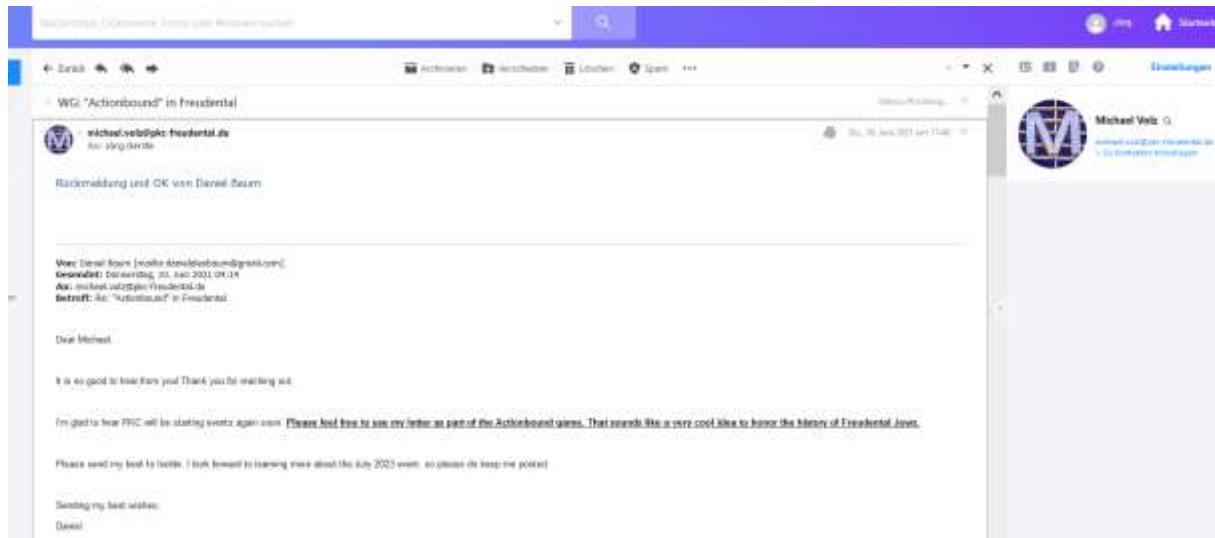 Zurück Archivieren Verschieben Löschen Spam Einstellungen
WG: "Actionbound" in Freudental
michael.volz@pkc-freudental.de
An:
Michael Volz
Rückmeldung und OK von Daniel Baum
Von: Daniel Baum
Gesendet: Donnerstag, 10. 2021 09:14
An: michael.volz@pkc-freudental.de
Betreff: Re: "Actionbound" in Freudental
Dear Michael,
It is so good to hear from you! Thank you for reaching out.
I'm glad to hear PKC will be starting events again soon. Please feel free to use my letter as part of the Actionbound game. That sounds like a very cool idea to honor the history of Freudental Jews.
Please send my best to I look forward to learning more about the July event, so please do keep me posted
Sending my best wishes,
Daniel